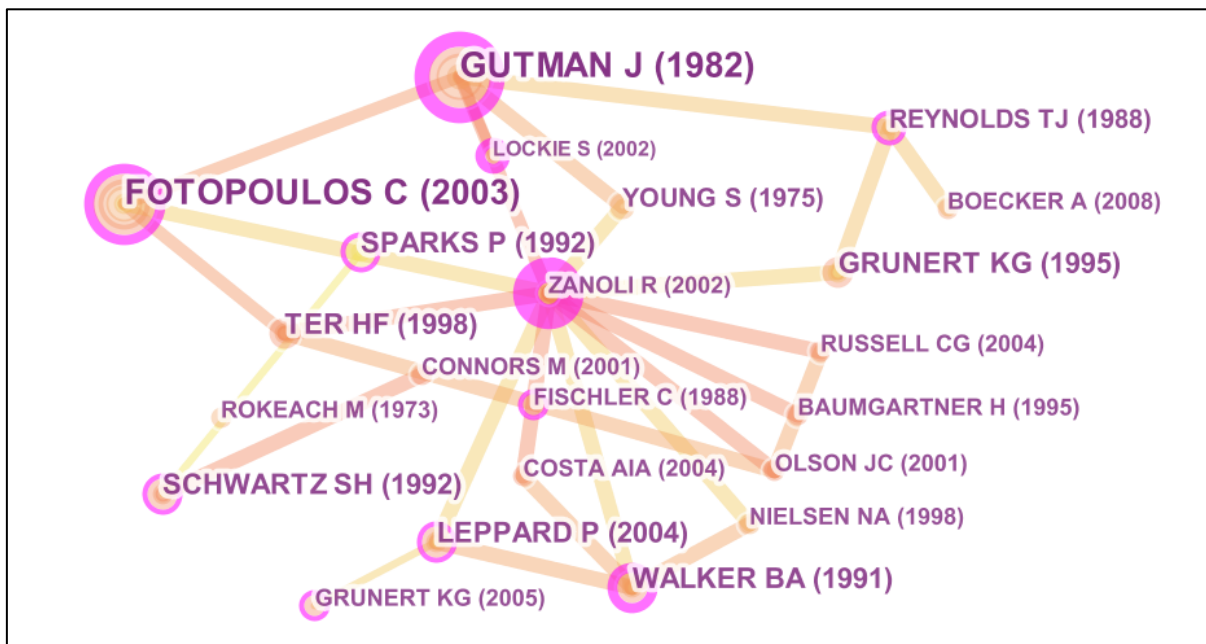 GUTMAN J (1982)
REYNOLDS TJ (1988)
LOCKIE S (2002)
FOTOPOULOS C (2003)
YOUNG S (1975)
BOECKER A (2008)
SPARKS P (1992)
GRUNERT KG (1995)
ZANOLI R (2002)
TER HF (1998)
RUSSELL CG (2004)
CONNORS M (2001)
FISCHLER C (1988)
ROKEACH M (1973)
BAUMGARTNER H (1995)
COSTA AIA (2004)
OLSON JC (2001)
SCHWARTZ SH (1992)
NIELSEN NA (1998)
LEPPARD P (2004)
WALKER BA (1991)
GRUNERT KG (2005)